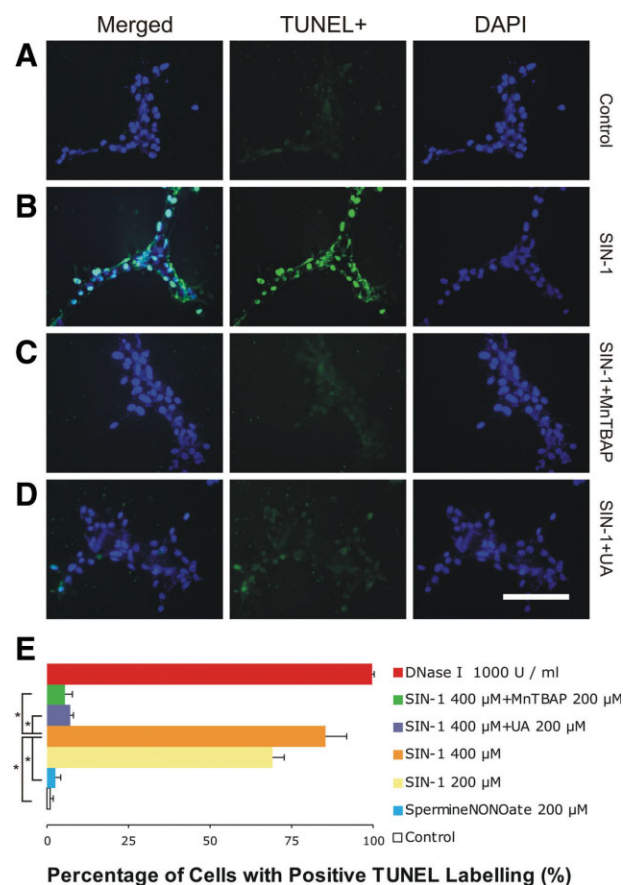 Merged TUNEL+ DAPI
A
Control
B
SIN-1
C
SIN-1+MnTBAP
D
SIN-1+UA
E
DNase I 1000 U / ml
SIN-1 400 μM+MnTBAP 200 μM
SIN-1 400 μM+UA 200 μM
SIN-1 400 μM
SIN-1 200 μM
SpermineNONOate 200 μM
Control
*
*
*
*
0 25 50 75 100
Percentage of Cells with Positive TUNEL Labelling (%)